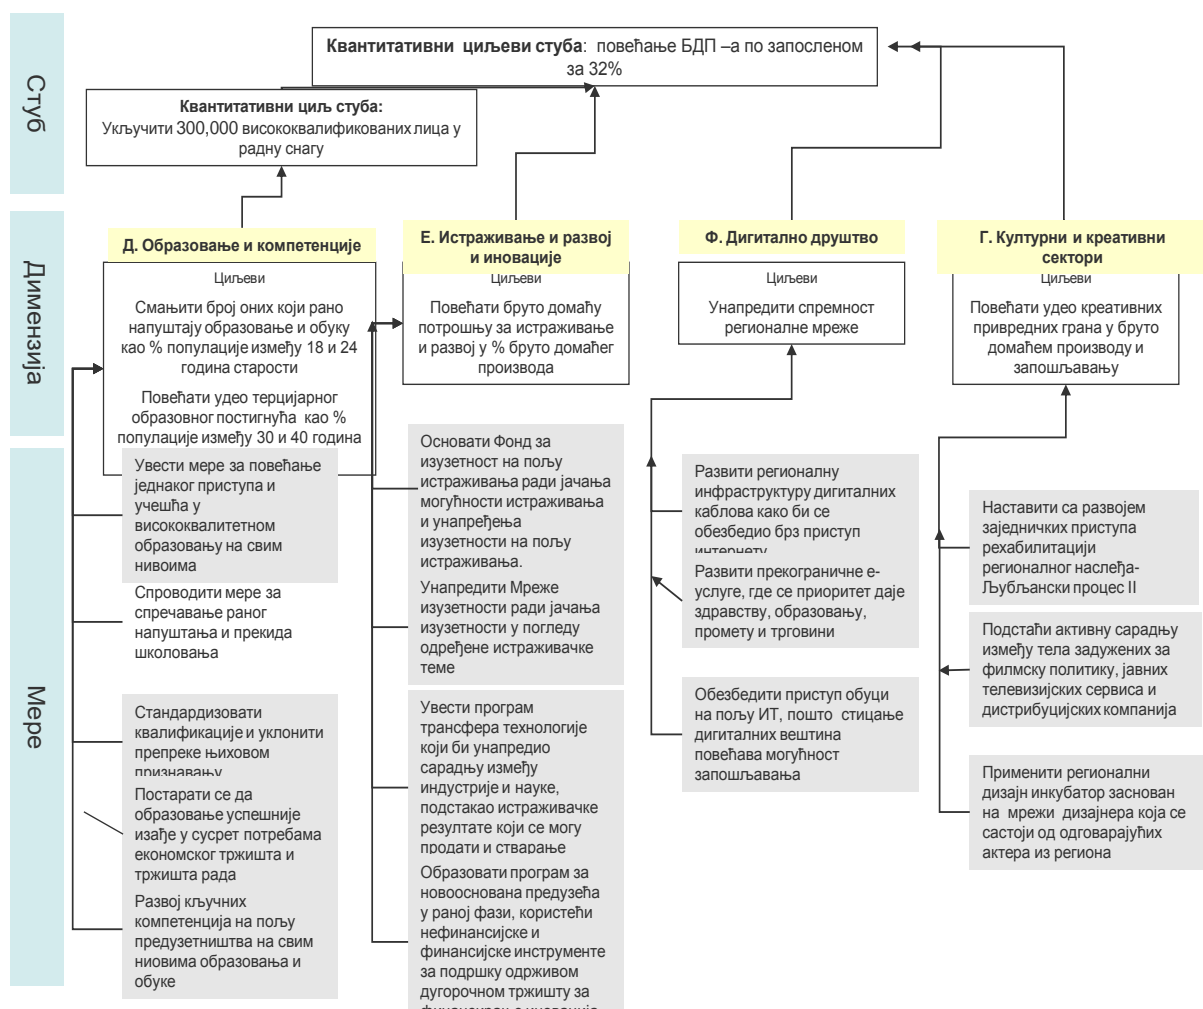 Стуб
Квантитативни циљеви стуба: повећање БДП –а по запосленом
за 32%
Квантитативни циљ стуба:
Укључити 300,000 висококвалификованих лица у
радну снагу
Димензија
Д. Образовање и компетенције
Циљеви
Смањити број оних који рано
напуштају образовање и обуку
као % популације између 18 и 24
година старости
Повећати удео терцијарног
образовног постигнућа као %
популације између 30 и 40 година
Е. Истраживање и развој
и иновације
Циљеви
Повећати бруто домаћу
потрошњу за истраживање
и развој у % бруто домаћег
производа
Ф. Дигитално друштво
Циљеви
Унапредити спремност
регионалне мреже
Г. Културни и креативни
сектори
Циљеви
Повећати удео креативних
привредних грана у бруто
домаћем производу и
запошљавању
Мере
Увести мере за повећање
једнаког приступа и
учешћа у
висококвалитетном
образовању на свим
нивоима
Спроводити мере за
спречавање раног
напуштања и прекида
школовања
Стандардизовати
квалификације и уклонити
препреке њиховом
признавању
Постарати се да
образовање успешније
изађе у сусрет потребама
економског тржишта и
тржишта рада
Развој кључних
компетенција на пољу
предузетништва на свим
ниовима образовања и
обуке
Основати Фонд за
изузетност на пољу
истраживања ради јачања
могућности истраживања
и унапређења
изузетности на пољу
истраживања.
Унапредити Мреже
изузетности ради јачања
изузетности у погледу
одређене истраживачке
теме
Увести програм
трансфера технологије
који би унапредио
сарадњу између
индустрије и науке,
подстакао истраживачке
резултате који се могу
продати и стварање
Образовати програм за
новооснована предузећа
у раној фази, користећи
нефинансијске и
финансијске инструменте
за подршку одрживом
дугорочном тржишту за
Развити регионалну
инфраструктуру дигиталних
каблова како би се
обезбедио брз приступ
интернету
Развити прекограничне е-
услуге, где се приоритет даје
здравству, образовању,
промету и трговини
Обезбедити приступ обуци
на пољу ИТ, пошто стицање
дигиталних вештина
повећава могућност
запошљавања
Наставити са развојем
заједничких приступа
рехабилитацији
регионалног наслеђа-
Љубљански процес II
Подстаћи активну сарадњу
између тела задужених за
филмску политику, јавних
телевизијских сервиса и
дистрибуцијских компанија
Применити регионални
дизајн инкубатор заснован
на мрежи дизајнера која се
састоји од одговарајућих
актера из региона